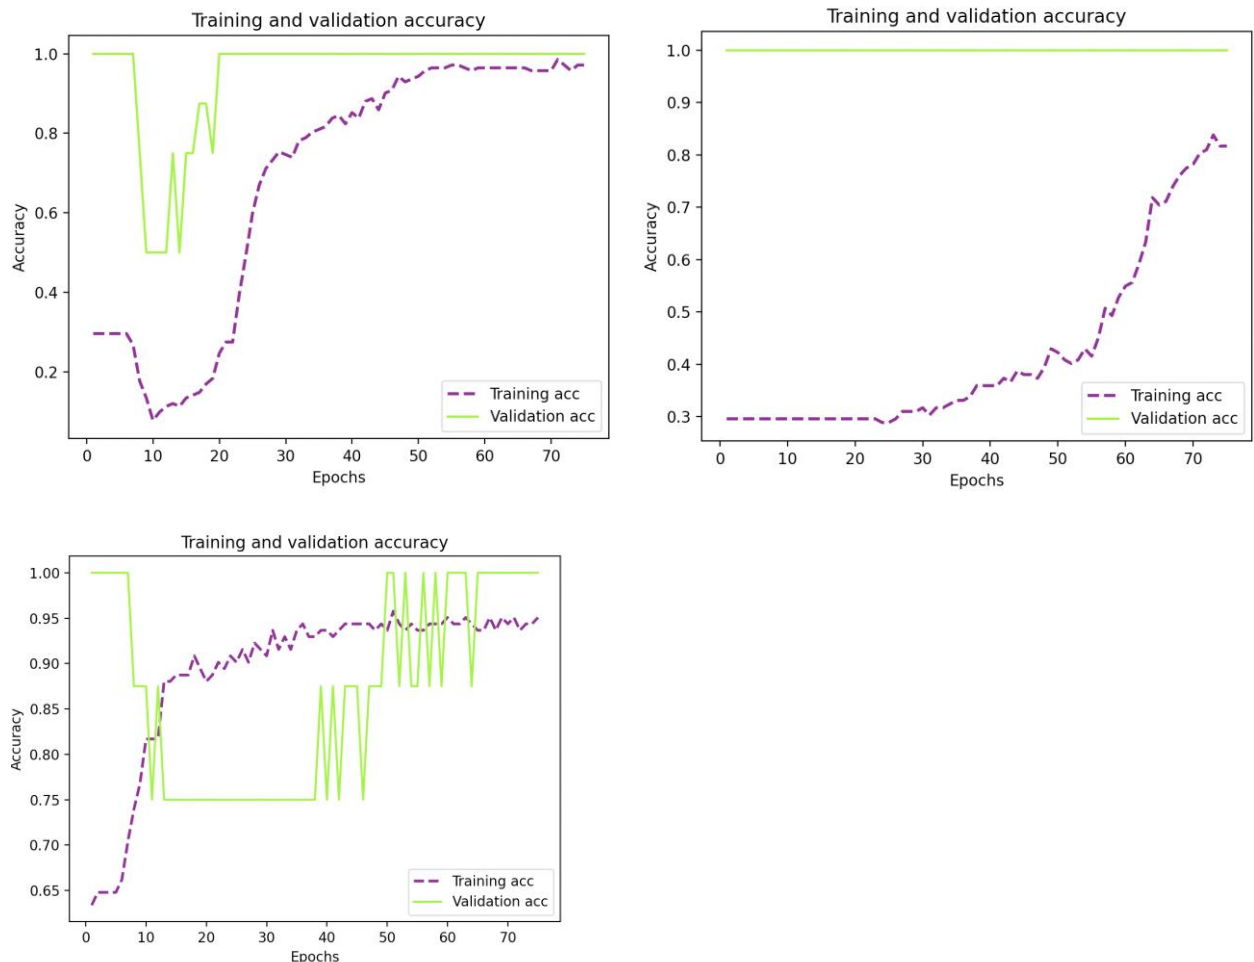 Training and validation accuracy
1.0
0.8
0.6
0.4
0.2
Accuracy
Training acc
Validation acc
0 10 20 30 40 50 60 70
Epochs
Training and validation accuracy
1.0
0.9
0.8
0.7
0.6
0.5
0.4
0.3
Accuracy
Training acc
Validation acc
0 10 20 30 40 50 60 70
Epochs
Training and validation accuracy
1.00
0.95
0.90
0.85
0.80
0.75
0.70
0.65
Accuracy
Training acc
Validation acc
0 10 20 30 40 50 60 70
Epochs